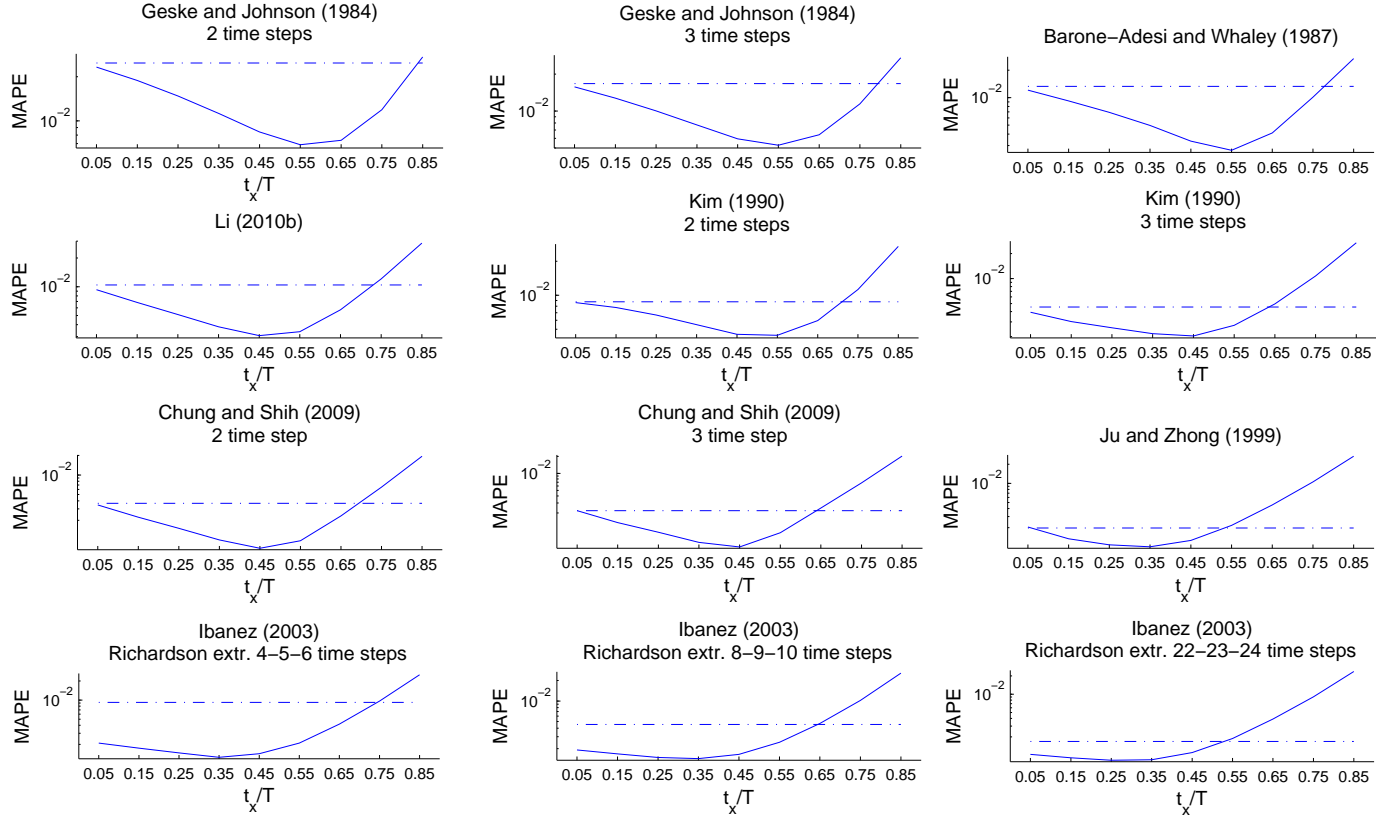 Geske and Johnson (1984)
2 time steps
MAPE
10−2
0.05 0.15 0.25 0.35 0.45 0.55 0.65 0.75 0.85
tx/T
Geske and Johnson (1984)
3 time steps
MAPE
10−2
0.05 0.15 0.25 0.35 0.45 0.55 0.65 0.75 0.85
tx/T
Barone−Adesi and Whaley (1987)
MAPE
10−2
0.05 0.15 0.25 0.35 0.45 0.55 0.65 0.75 0.85
tx/T
Li (2010b)
MAPE
10−2
0.05 0.15 0.25 0.35 0.45 0.55 0.65 0.75 0.85
tx/T
Kim (1990)
2 time steps
MAPE
10−2
0.05 0.15 0.25 0.35 0.45 0.55 0.65 0.75 0.85
tx/T
Kim (1990)
3 time steps
MAPE
10−2
0.05 0.15 0.25 0.35 0.45 0.55 0.65 0.75 0.85
tx/T
Chung and Shih (2009)
2 time step
MAPE
10−2
0.05 0.15 0.25 0.35 0.45 0.55 0.65 0.75 0.85
tx/T
Chung and Shih (2009)
3 time step
MAPE
10−2
0.05 0.15 0.25 0.35 0.45 0.55 0.65 0.75 0.85
tx/T
Ju and Zhong (1999)
MAPE
10−2
0.05 0.15 0.25 0.35 0.45 0.55 0.65 0.75 0.85
tx/T
Ibanez (2003)
Richardson extr. 4−5−6 time steps
MAPE
10−2
0.05 0.15 0.25 0.35 0.45 0.55 0.65 0.75 0.85
tx/T
Ibanez (2003)
Richardson extr. 8−9−10 time steps
MAPE
10−2
0.05 0.15 0.25 0.35 0.45 0.55 0.65 0.75 0.85
tx/T
Ibanez (2003)
Richardson extr. 22−23−24 time steps
MAPE
10−2
0.05 0.15 0.25 0.35 0.45 0.55 0.65 0.75 0.85
tx/T